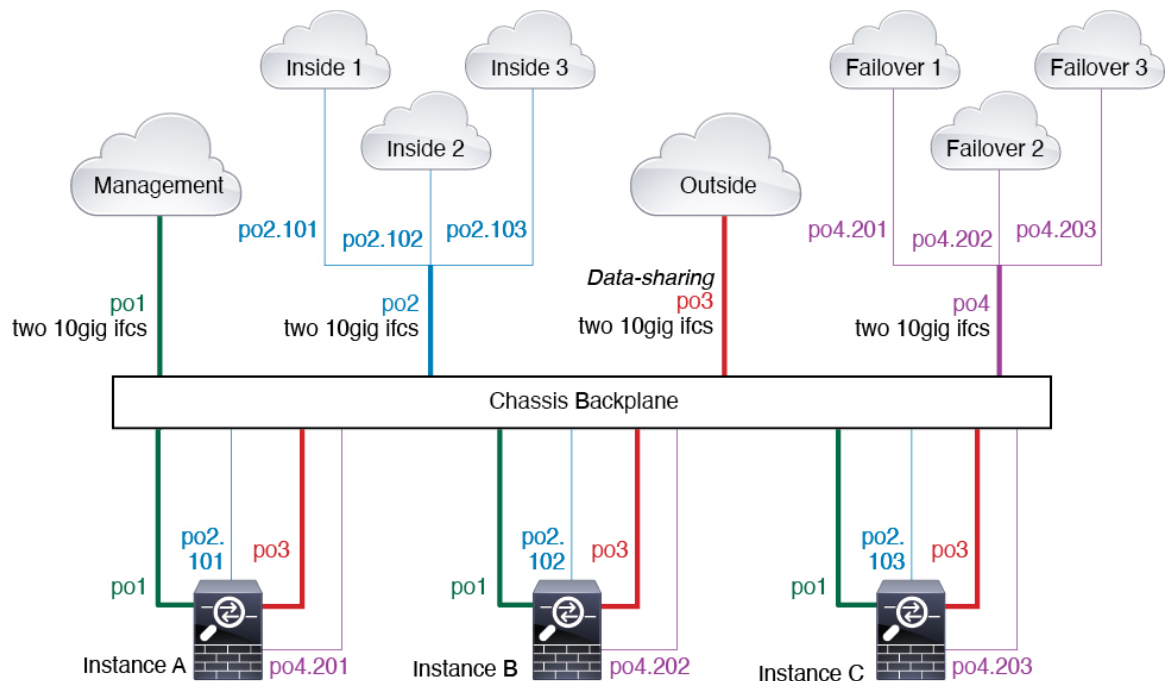 Inside 1
Inside 3
Failover 1
Failover 3
Inside 2
Failover 2
Management
Outside
po2.101
po2.102
po2.103
po4.201
po4.202
po4.203
po1
two 10gig ifcs
po2
two 10gig ifcs
Data-sharing
po3
two 10gig ifcs
po4
two 10gig ifcs
Chassis Backplane
po1
po2.
101
po3
Instance A
po4.201
po1
po2.
102
po3
Instance B
po4.202
po1
po2.
103
po3
Instance C
po4.203